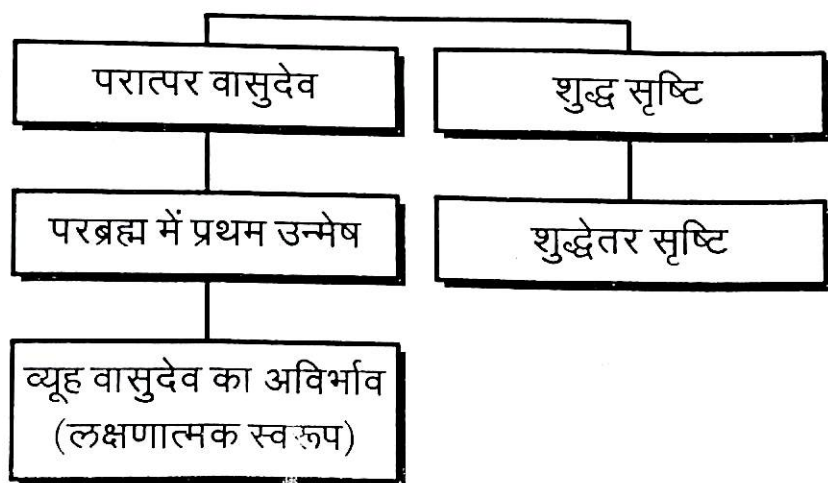 परात्पर वासुदेव
शुद्ध सृष्टि
परब्रह्म में प्रथम उन्मेष
शुद्धेतर सृष्टि
व्यूह वासुदेव का अविर्भाव
(लक्षणात्मक स्वरूप)